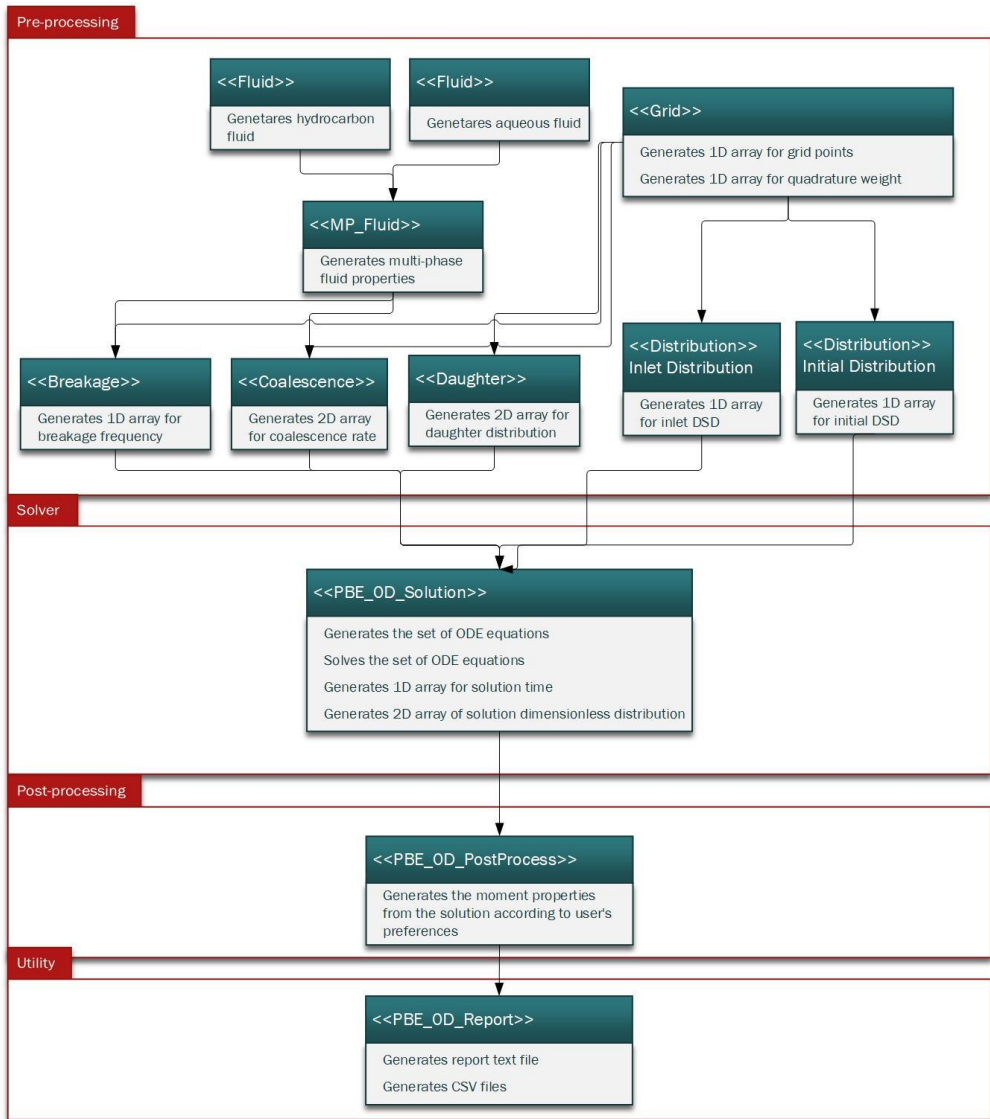 Pre-processing
<<Fluid>>
Genetares hydrocarbon
fluid
<<Fluid>>
Genetares aqueous fluid
<<Grid>>
Generates 1D array for grid points
Generates 1D array for quadrature weight
<<MP_Fluid>>
Generates multi-phase
fluid properties
<<Breakage>>
Generates 1D array for
breakage frequency
<<Coalescence>>
Generates 2D array
for coalescence rate
<<Daughter>>
Generates 2D array for
daughter distribution
<<Distribution>>
Inlet Distribution
Generates 1D array
for inlet DSD
<<Distribution>>
Initial Distribution
Generates 1D array
for initial DSD
Solver
<<PBE_0D_Solution>>
Generates the set of ODE equations
Solves the set of ODE equations
Generates 1D array for solution time
Generates 2D array of solution dimensionless distribution
Post-processing
<<PBE_0D_PostProcess>>
Generates the moment properties
from the solution according to user's
preferences
Utility
<<PBE_0D_Report>>
Generates report text file
Generates CSV files